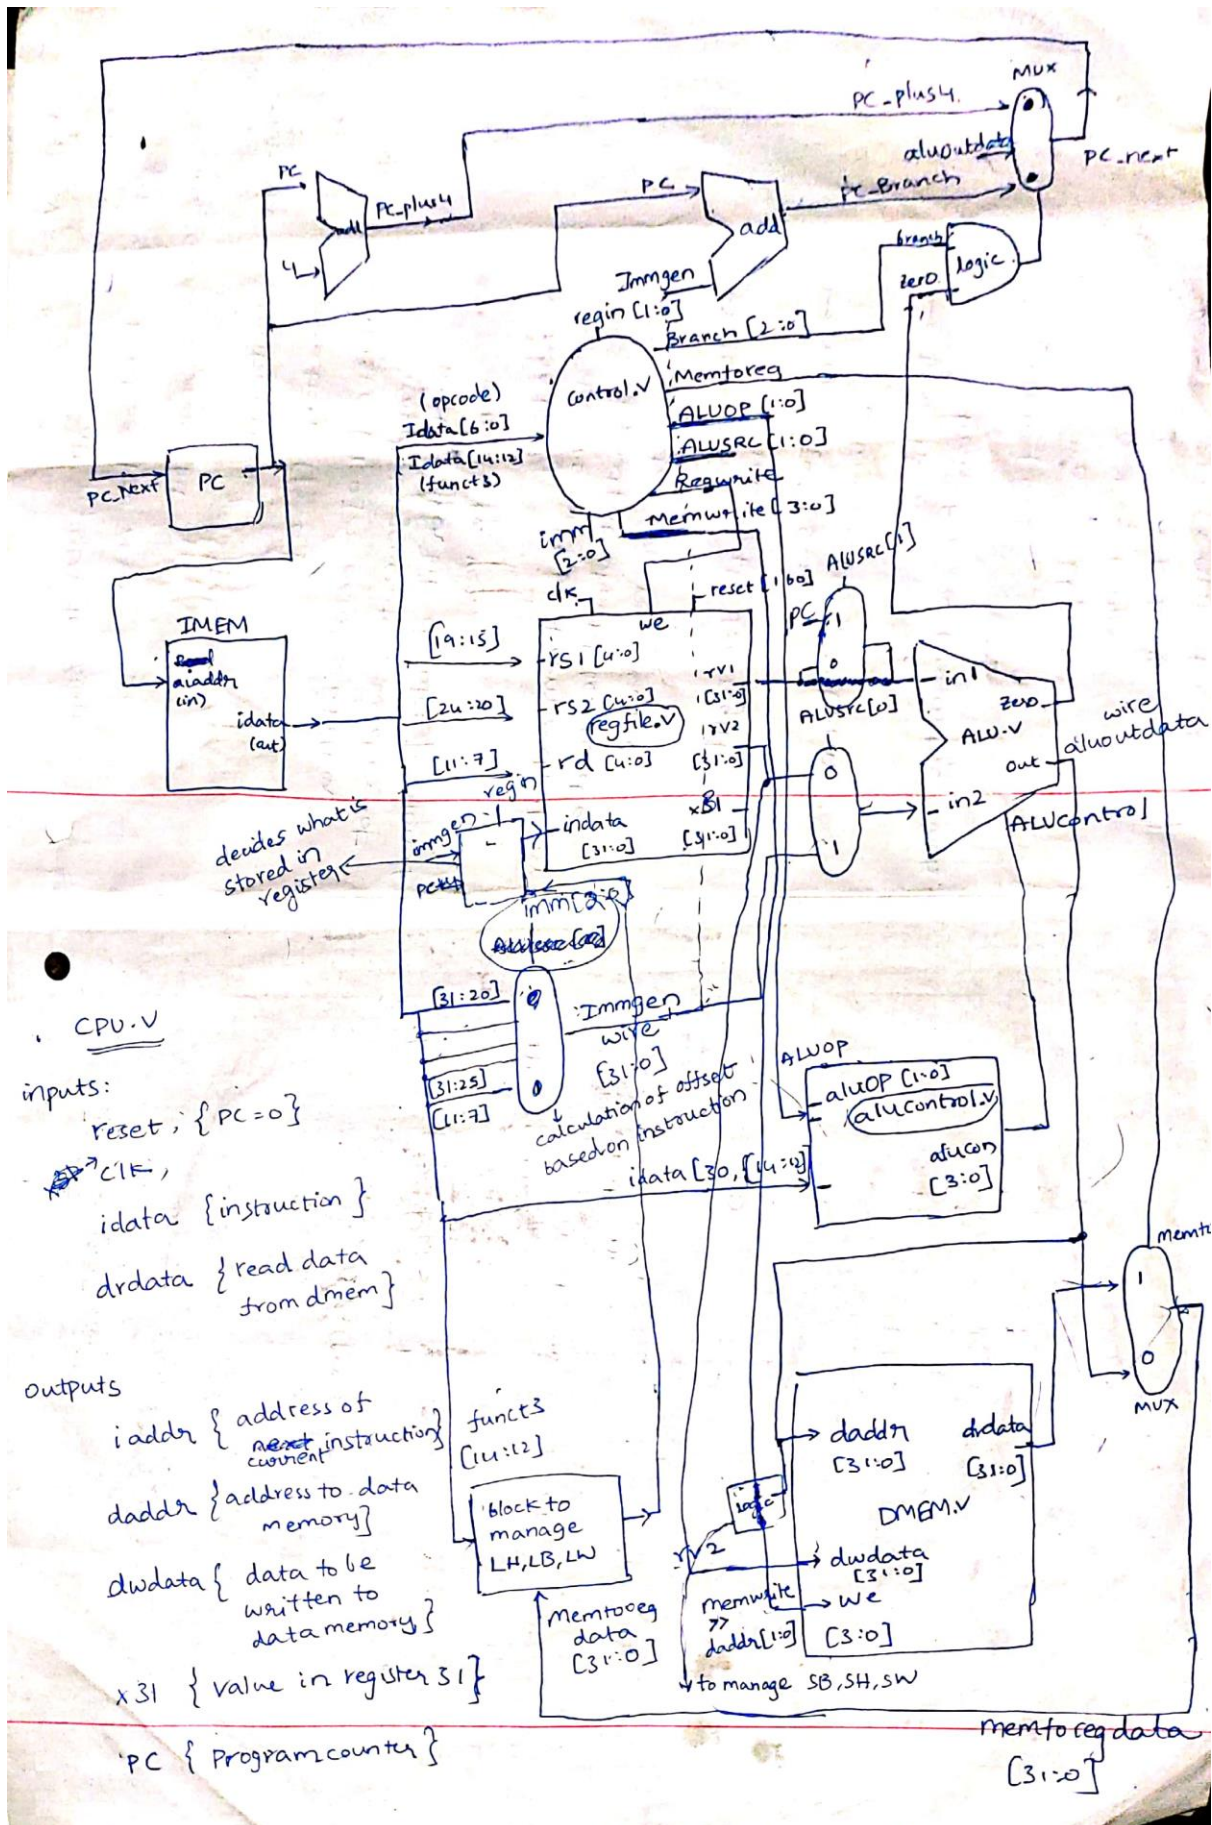 MUX
PC-plus4.
aluoutdata
PC-next
PC-Branch
PC
PC-plus4
add
4
PC
add
Immgen
branch
zero
logic
regin [1:0]
Branch [2:0]
control.v
Memtoreg
(opcode)
Idata[6:0]
ALUOP [1:0]
Idata[14:12]
(funct3)
ALUSRC [1:0]
Regwrite
Memwrite [3:0]
PC_Next
PC
imm
[2:0]
ALUSRC[1]
clk
we
PC
1
0
IMEM
iaddr
(in)
idata
(out)
[19:15]
rs1 [4:0]
rv1
[31:0]
[24:20]
rs2 [4:0]
regfile.v
rv2
[31:0]
[11:7]
rd [4:0]
x31
[31:0]
ALUSRC[0]
0
1
in1
zero
ALU.V
out
in2
wire
aluoutdata
ALUcontrol
regin
immgen
indata
[31:0]
decides what is
stored in
register
[31:20]
Immgen
wire
[31:0]
[31:25]
[11:7]
calculation of offset
based on instruction
ALUOP
aluOP [1:0]
alucontrol.v
alucon
[3:0]
idata [30, [14:12]
CPU.V
inputs:
reset, {PC=0}
clk,
idata {instruction}
drdata {read data
from dmem}
outputs
iaddr {address of
current instruction}
daddr {address to data
memory}
dwdata { data to be
written to
data memory}
x31 { value in register 31}
PC { Program counter}
funct3
[14:12]
block to
manage
LH, LB, LW
memtoreg
data
[31:0]
1
0
MUX
daddr
[31:0]
drdata
[31:0]
DMEM.V
rv2
dwdata
[31:0]
memwrite
>>
daddr[1:0]
we
[3:0]
to manage SB, SH, SW
memtoregdata
[31:0]